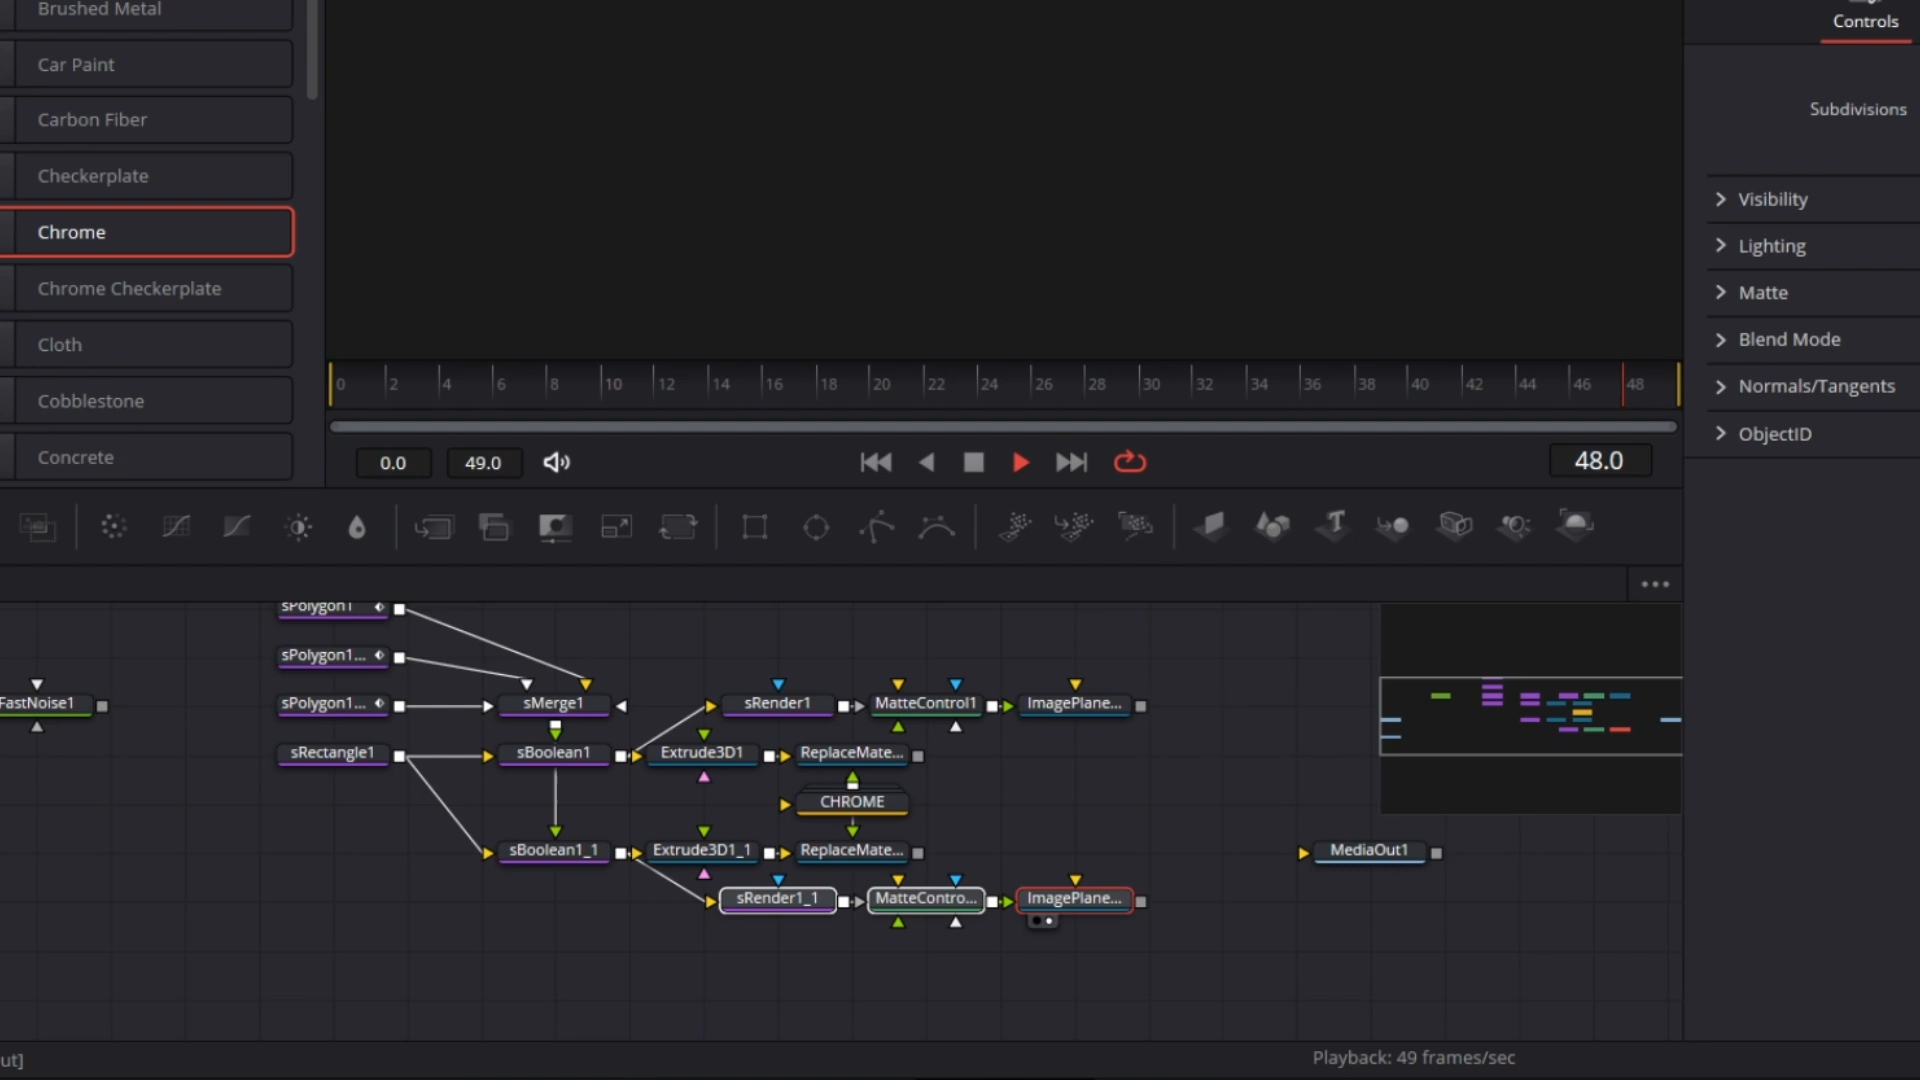 Brushed Metal
Car Paint
Carbon Fiber
Checkerplate
Chrome
Chrome Checkerplate
Cloth
Cobblestone
Concrete
Controls
Subdivisions
Visibility
Lighting
Matte
Blend Mode
Normals/Tangents
ObjectID
0 2 4 6 8 10 12 14 16 18 20 22 24 26 28 30 32 34 36 38 40 42 44 46 48
0.0 49.0 48.0
sPolygon1
sPolygon1...
FastNoise1 sPolygon1... sMerge1 sRender1 MatteControl1 ImagePlane...
sRectangle1 sBoolean1 Extrude3D1 ReplaceMate...
CHROME
sBoolean1_1 Extrude3D1_1 ReplaceMate... MediaOut1
sRender1_1 MatteContro... ImagePlane...
ut] Playback: 49 frames/sec